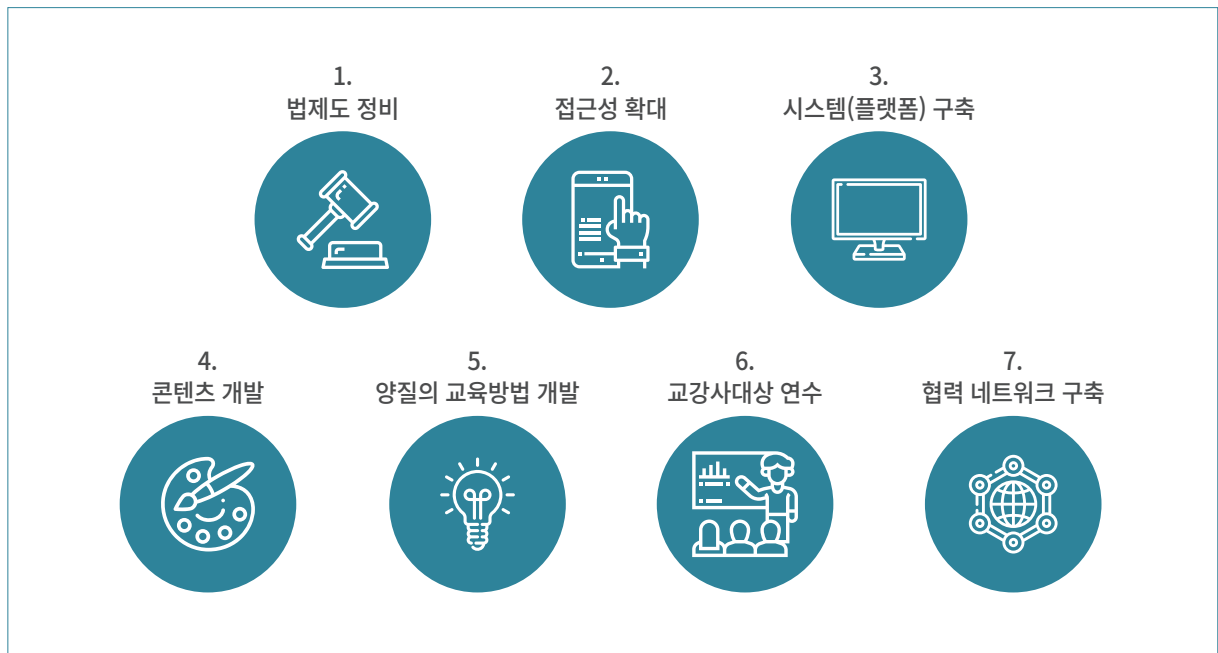 1.
법제도 정비
2.
접근성 확대
3.
시스템(플랫폼) 구축
4.
콘텐츠 개발
5.
양질의 교육방법 개발
6.
교강사대상 연수
7.
협력 네트워크 구축